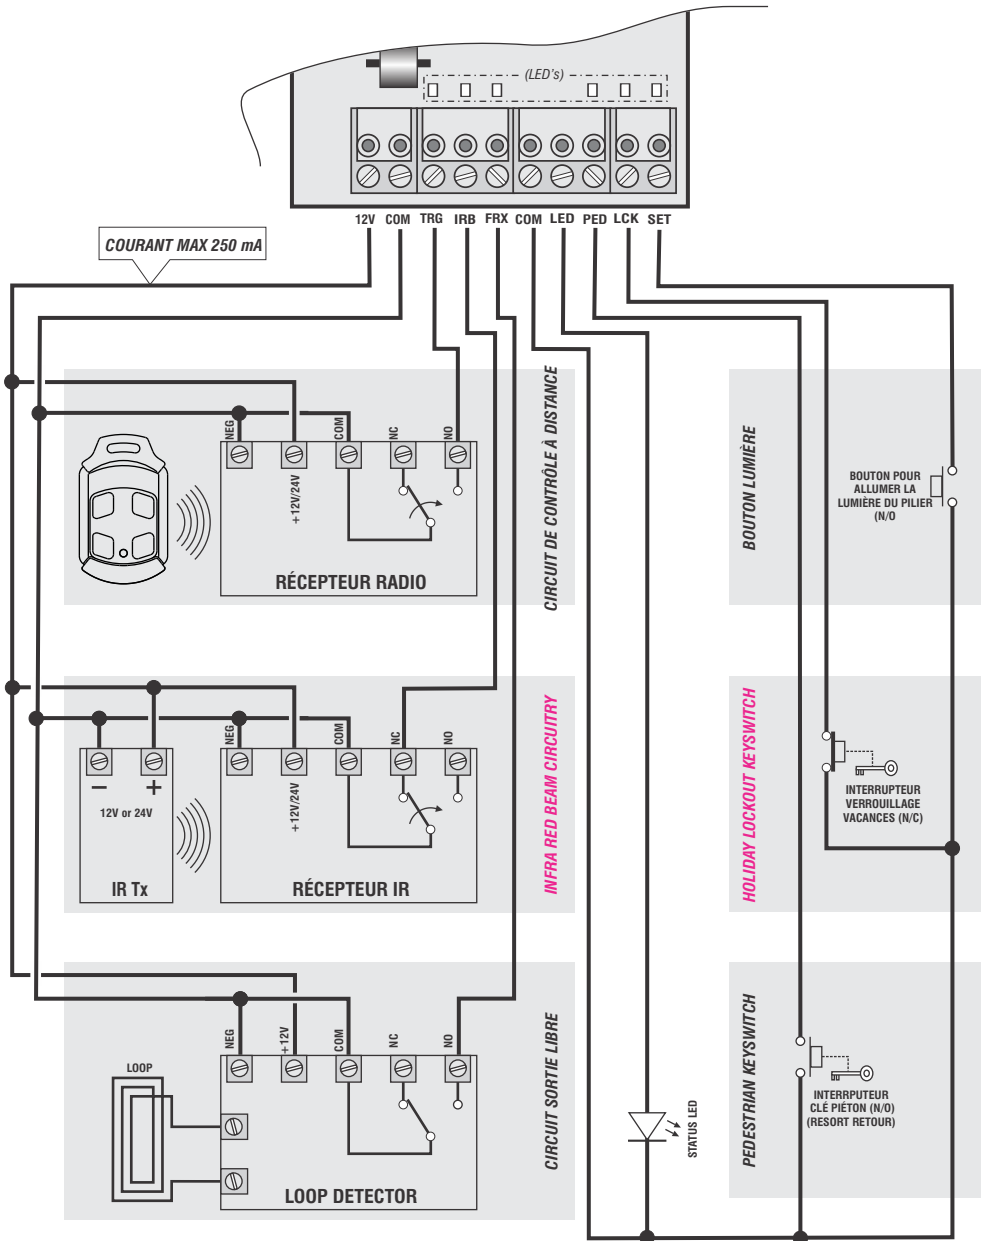 (LED's)
12V COM TRG IRB FRX COM LED PED LCK SET
COURANT MAX 250 mA
NEG
+12V/24V
COM
NC
NO
RÉCEPTEUR RADIO
CIRCUIT DE CONTRÔLE À DISTANCE
BOUTON LUMIÈRE
BOUTON POUR
ALLUMER LA
LUMIÈRE DU PILIER
(N/O
12V or 24V
IR Tx
NEG
+12V/24V
COM
NC
NO
RÉCEPTEUR IR
INFRA RED BEAM CIRCUITRY
HOLIDAY LOCKOUT KEYSWITCH
INTERRUPTEUR
VERROUILLAGE
VACANCES (N/C)
LOOP
NEG
+12V
COM
NC
NO
LOOP DETECTOR
CIRCUIT SORTIE LIBRE
STATUS LED
PEDESTRIAN KEYSWITCH
INTERRPUTEUR
CLÉ PIÉTON (N/O)
(RESORT RETOUR)